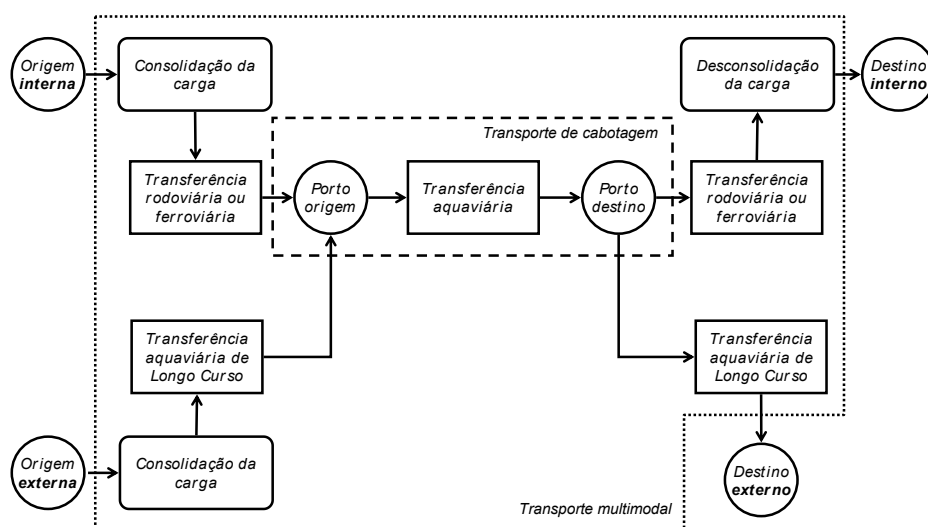 Origem
interna
Consolidação da
carga
Desconsolidação
da carga
Destino
interno
Transporte de cabotagem
Transferência
rodoviária ou
ferroviária
Porto
origem
Transferência
aquaviária
Porto
destino
Transferência
rodoviária ou
ferroviária
Transferência
aquaviária de
Longo Curso
Transferência
aquaviária de
Longo Curso
Origem
externa
Consolidação da
carga
Destino
externo
Transporte multimodal